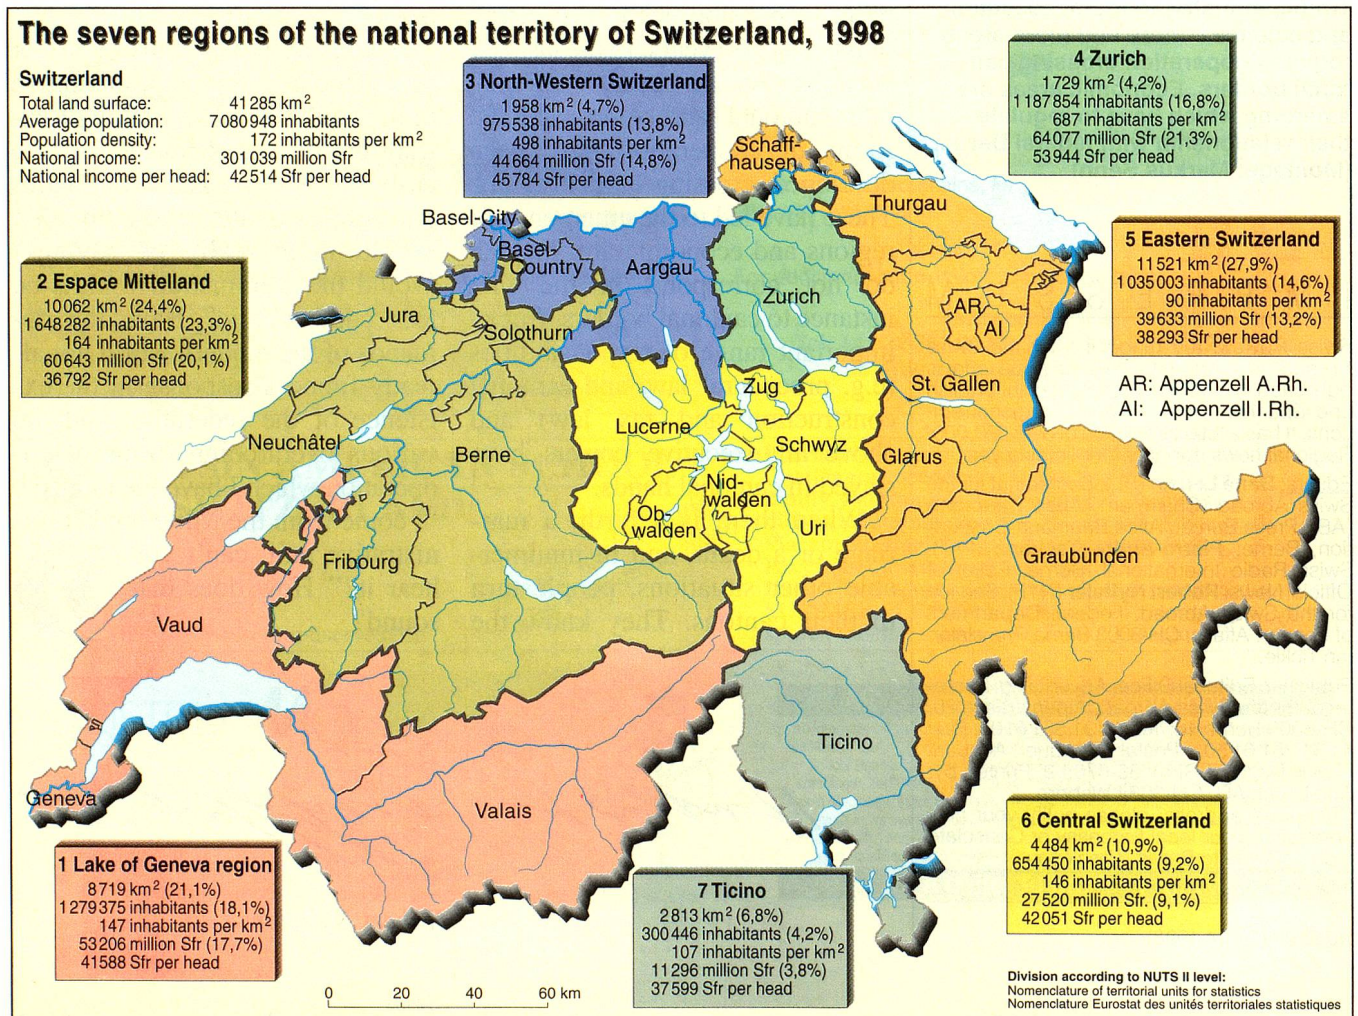 The seven regions of the national territory of Switzerland, 1998
Switzerland
Total land surface: 41 285 km²
Average population: 7 080 948 inhabitants
Population density: 172 inhabitants per km²
National income: 301 039 million Sfr
National income per head: 42 514 Sfr per head
3 North-Western Switzerland
1 958 km² (4,7%)
975 538 inhabitants (13,8%)
498 inhabitants per km²
44 664 million Sfr (14,8%)
45 784 Sfr per head
4 Zurich
1 729 km² (4,2%)
1 187 854 inhabitants (16,8%)
687 inhabitants per km²
64 077 million Sfr (21,3%)
53 944 Sfr per head
2 Espace Mittelland
10 062 km² (24,4%)
1 648 282 inhabitants (23,3%)
164 inhabitants per km²
60 643 million Sfr (20,1%)
36 792 Sfr per head
5 Eastern Switzerland
11 521 km² (27,9%)
1 035 003 inhabitants (14,6%)
90 inhabitants per km²
39 633 million Sfr (13,2%)
38 293 Sfr per head
AR: Appenzell A.Rh.
AI: Appenzell I.Rh.
Schaff-
hausen
Thurgau
Basel-City
Basel-
Country
Aargau
Zurich
Jura
Solothurn
AR
AI
St. Gallen
Zug
Lucerne
Schwyz
Neuchâtel
Berne
Glarus
Nid-
walden
Ob-
walden
Uri
Fribourg
Graubünden
Vaud
VD
Ticino
Geneva
Valais
1 Lake of Geneva region
8 719 km² (21,1%)
1 279 375 inhabitants (18,1%)
147 inhabitants per km²
53 206 million Sfr (17,7%)
41 588 Sfr per head
7 Ticino
2 813 km² (6,8%)
300 446 inhabitants (4,2%)
107 inhabitants per km²
11 296 million Sfr (3,8%)
37 599 Sfr per head
6 Central Switzerland
4 484 km² (10,9%)
654 450 inhabitants (9,2%)
146 inhabitants per km²
27 520 million Sfr. (9,1%)
42 051 Sfr per head
0 20 40 60 km
Division according to NUTS II level:
Nomenclature of territorial units for statistics
Nomenclature Eurostat des unités territoriales statistiques